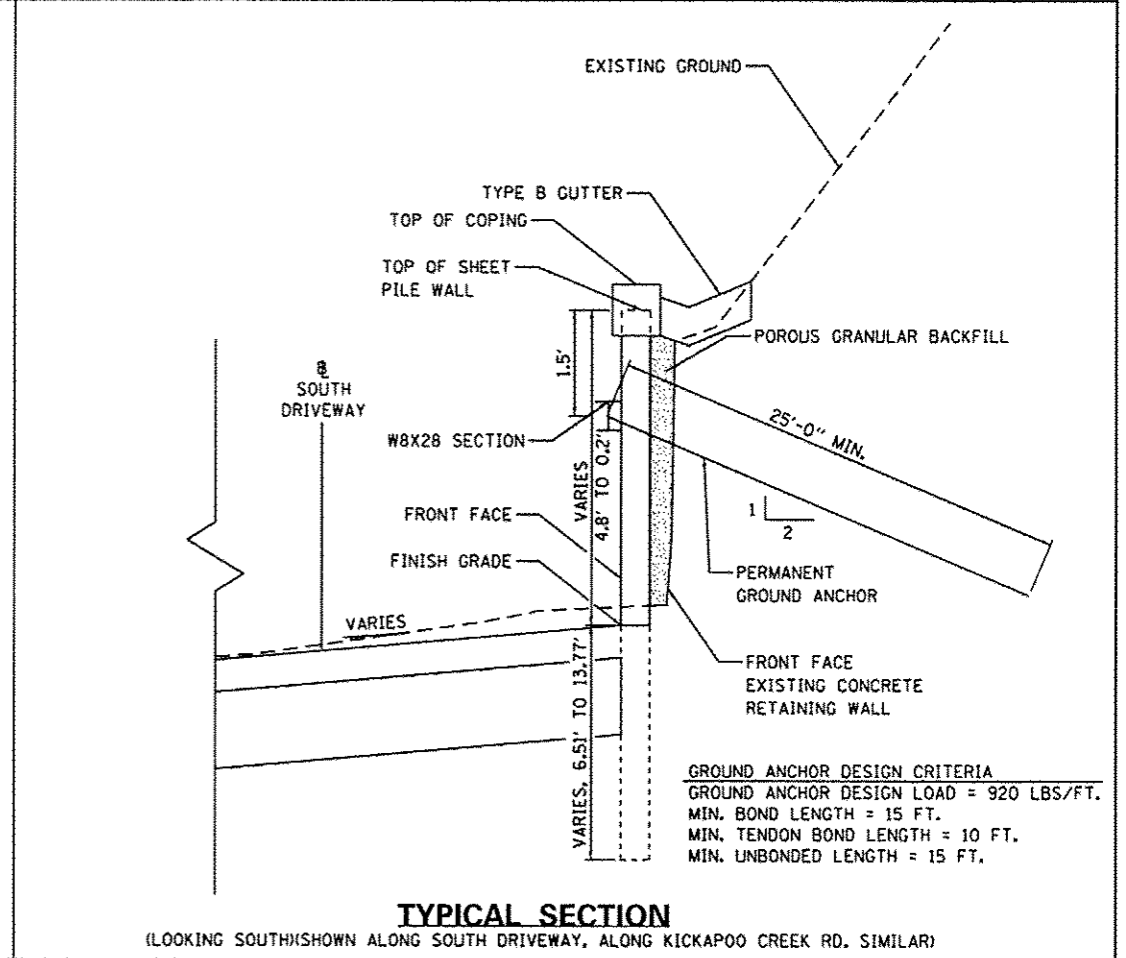 EXISTING GROUND
TYPE B GUTTER
TOP OF COPING
TOP OF SHEET
PILE WALL
POROUS GRANULAR BACKFILL
1.5'
℄
SOUTH
DRIVEWAY
25'-0" MIN.
W8X28 SECTION
VARIES
4.8' TO 0.2'
1
2
FRONT FACE
FINISH GRADE
PERMANENT
GROUND ANCHOR
VARIES
FRONT FACE
EXISTING CONCRETE
RETAINING WALL
VARIES, 6.51' TO 13.77'
GROUND ANCHOR DESIGN CRITERIA
GROUND ANCHOR DESIGN LOAD = 920 LBS/FT.
MIN. BOND LENGTH = 15 FT.
MIN. TENDON BOND LENGTH = 10 FT.
MIN. UNBONDED LENGTH = 15 FT.
TYPICAL SECTION
(LOOKING SOUTH)(SHOWN ALONG SOUTH DRIVEWAY, ALONG KICKAPOO CREEK RD. SIMILAR)